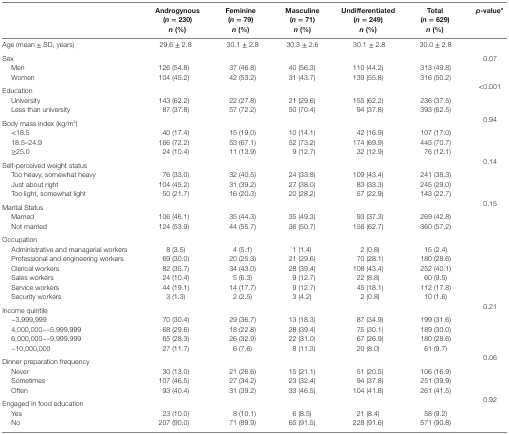 Androgynous Feminine Masculine Undifferentiated Total p-valueᵃ
(n = 230) (n = 79) (n = 71) (n = 249) (n = 629)
n (%) n (%) n (%) n (%) n (%)
Age (mean ± SD, years) 29.6 ± 2.8 30.1 ± 2.8 30.3 ± 2.6 30.1 ± 2.8 30.0 ± 2.8
Sex 0.07
Men 126 (54.8) 37 (46.8) 40 (56.3) 110 (44.2) 313 (49.8)
Women 104 (45.2) 42 (53.2) 31 (43.7) 139 (55.8) 316 (50.2)
Education <0.001
University 143 (62.2) 22 (27.8) 21 (29.6) 155 (62.2) 236 (37.5)
Less than university 87 (37.8) 57 (72.2) 50 (70.4) 94 (37.8) 393 (62.5)
Body mass index (kg/m²) 0.94
<18.5 40 (17.4) 15 (19.0) 10 (14.1) 42 (16.9) 107 (17.0)
18.5–24.9 166 (72.2) 53 (67.1) 52 (73.2) 174 (69.9) 445 (70.7)
≥25.0 24 (10.4) 11 (13.9) 9 (12.7) 32 (12.9) 76 (12.1)
Self-perceived weight status 0.14
Too heavy, somewhat heavy 76 (33.0) 32 (40.5) 24 (33.8) 109 (43.4) 241 (38.3)
Just about right 104 (45.2) 31 (39.2) 27 (38.0) 83 (33.3) 245 (29.0)
Too light, somewhat light 50 (21.7) 16 (20.3) 20 (28.2) 57 (22.9) 143 (22.7)
Marital Status 0.15
Married 106 (46.1) 35 (44.3) 35 (49.3) 93 (37.3) 269 (42.8)
Not married 124 (53.9) 44 (55.7) 36 (50.7) 156 (62.7) 360 (57.2)
Occupation
Administrative and managerial workers 8 (3.5) 4 (5.1) 1 (1.4) 2 (0.8) 15 (2.4)
Professional and engineering workers 69 (30.0) 20 (25.3) 21 (29.6) 70 (28.1) 180 (28.6)
Clerical workers 82 (35.7) 34 (43.0) 28 (39.4) 108 (43.4) 252 (40.1)
Sales workers 24 (10.4) 5 (6.3) 9 (12.7) 22 (8.8) 60 (9.5)
Service workers 44 (19.1) 14 (17.7) 9 (12.7) 45 (18.1) 112 (17.8)
Security workers 3 (1.3) 2 (2.5) 3 (4.2) 2 (0.8) 10 (1.6)
Income quintile 0.21
~3,999,999 70 (30.4) 29 (36.7) 13 (18.3) 87 (34.9) 199 (31.6)
4,000,000~~5,999,999 68 (29.6) 18 (22.8) 28 (39.4) 75 (30.1) 189 (30.0)
6,000,000~~9,999,999 65 (28.3) 26 (32.9) 22 (31.0) 67 (26.9) 180 (28.6)
~10,000,000 27 (11.7) 6 (7.6) 8 (11.3) 20 (8.0) 61 (9.7)
Dinner preparation frequency 0.06
Never 30 (13.0) 21 (26.6) 15 (21.1) 51 (20.5) 106 (16.9)
Sometimes 107 (46.5) 27 (34.2) 23 (32.4) 94 (37.8) 251 (39.9)
Often 93 (40.4) 31 (39.2) 33 (46.5) 104 (41.8) 261 (41.5)
Engaged in food education 0.92
Yes 23 (10.0) 8 (10.1) 6 (8.5) 21 (8.4) 58 (9.2)
No 207 (90.0) 71 (89.9) 65 (91.5) 228 (91.6) 571 (90.8)